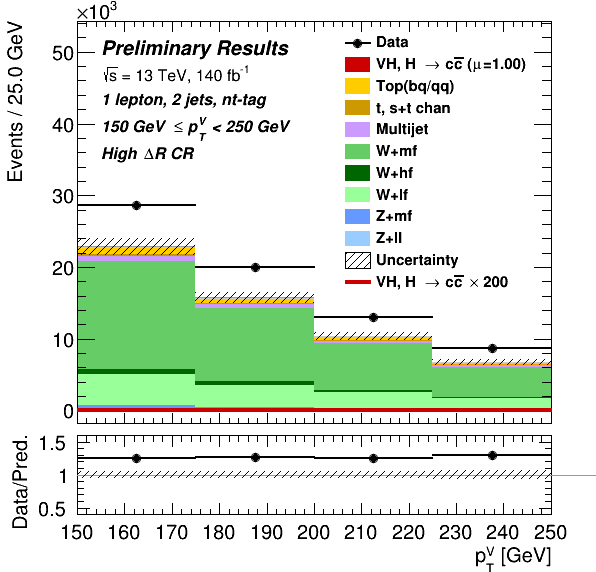 ×10³
Events / 25.0 GeV
Preliminary Results
√s = 13 TeV, 140 fb⁻¹
1 lepton, 2 jets, nt-tag
150 GeV ≤ p_T^V < 250 GeV
High ΔR CR
Data
VH, H → cc̅ (μ=1.00)
Top(bq/qq)
t, s+t chan
Multijet
W+mf
W+hf
W+lf
Z+mf
Z+ll
Uncertainty
VH, H → cc̅ × 200
50
40
30
20
10
0
Data/Pred.
1.5
1
0.5
150 160 170 180 190 200 210 220 230 240 250
p_T^V [GeV]